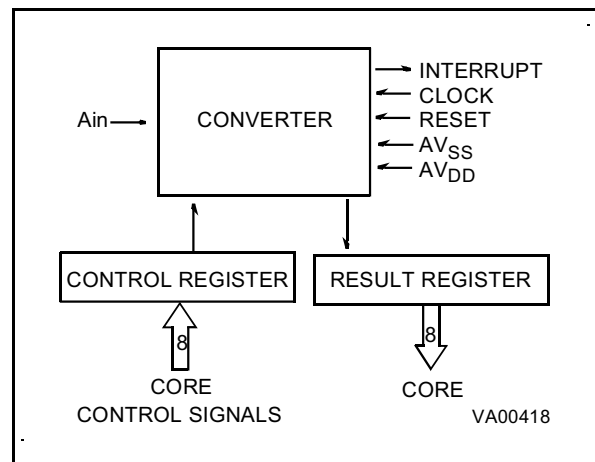 INTERRUPT
CLOCK
Ain
CONVERTER
RESET
AVSS
AVDD
CONTROL REGISTER
RESULT REGISTER
8
8
CORE
CONTROL SIGNALS
CORE
VA00418